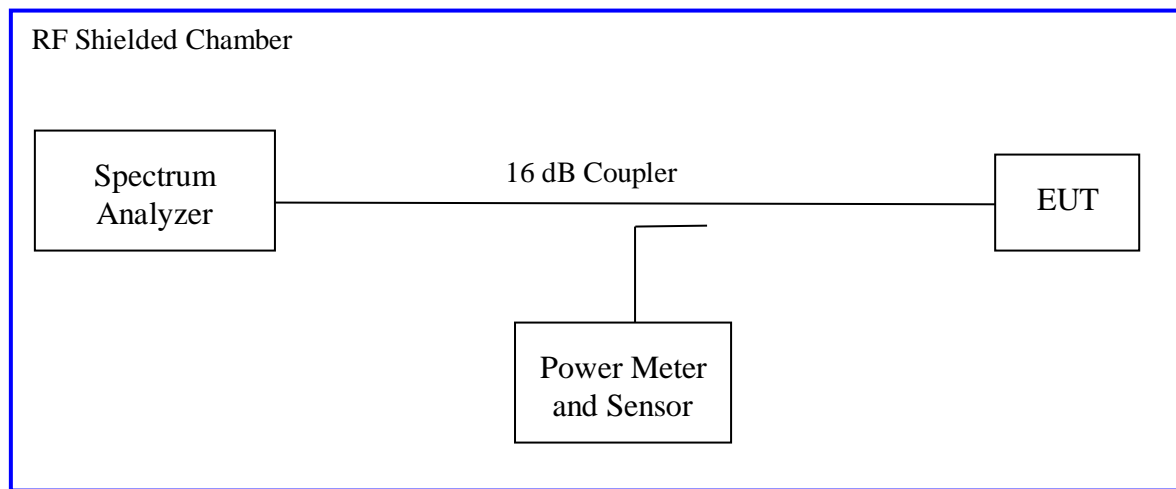 RF Shielded Chamber
Spectrum
Analyzer
16 dB Coupler
EUT
Power Meter
and Sensor